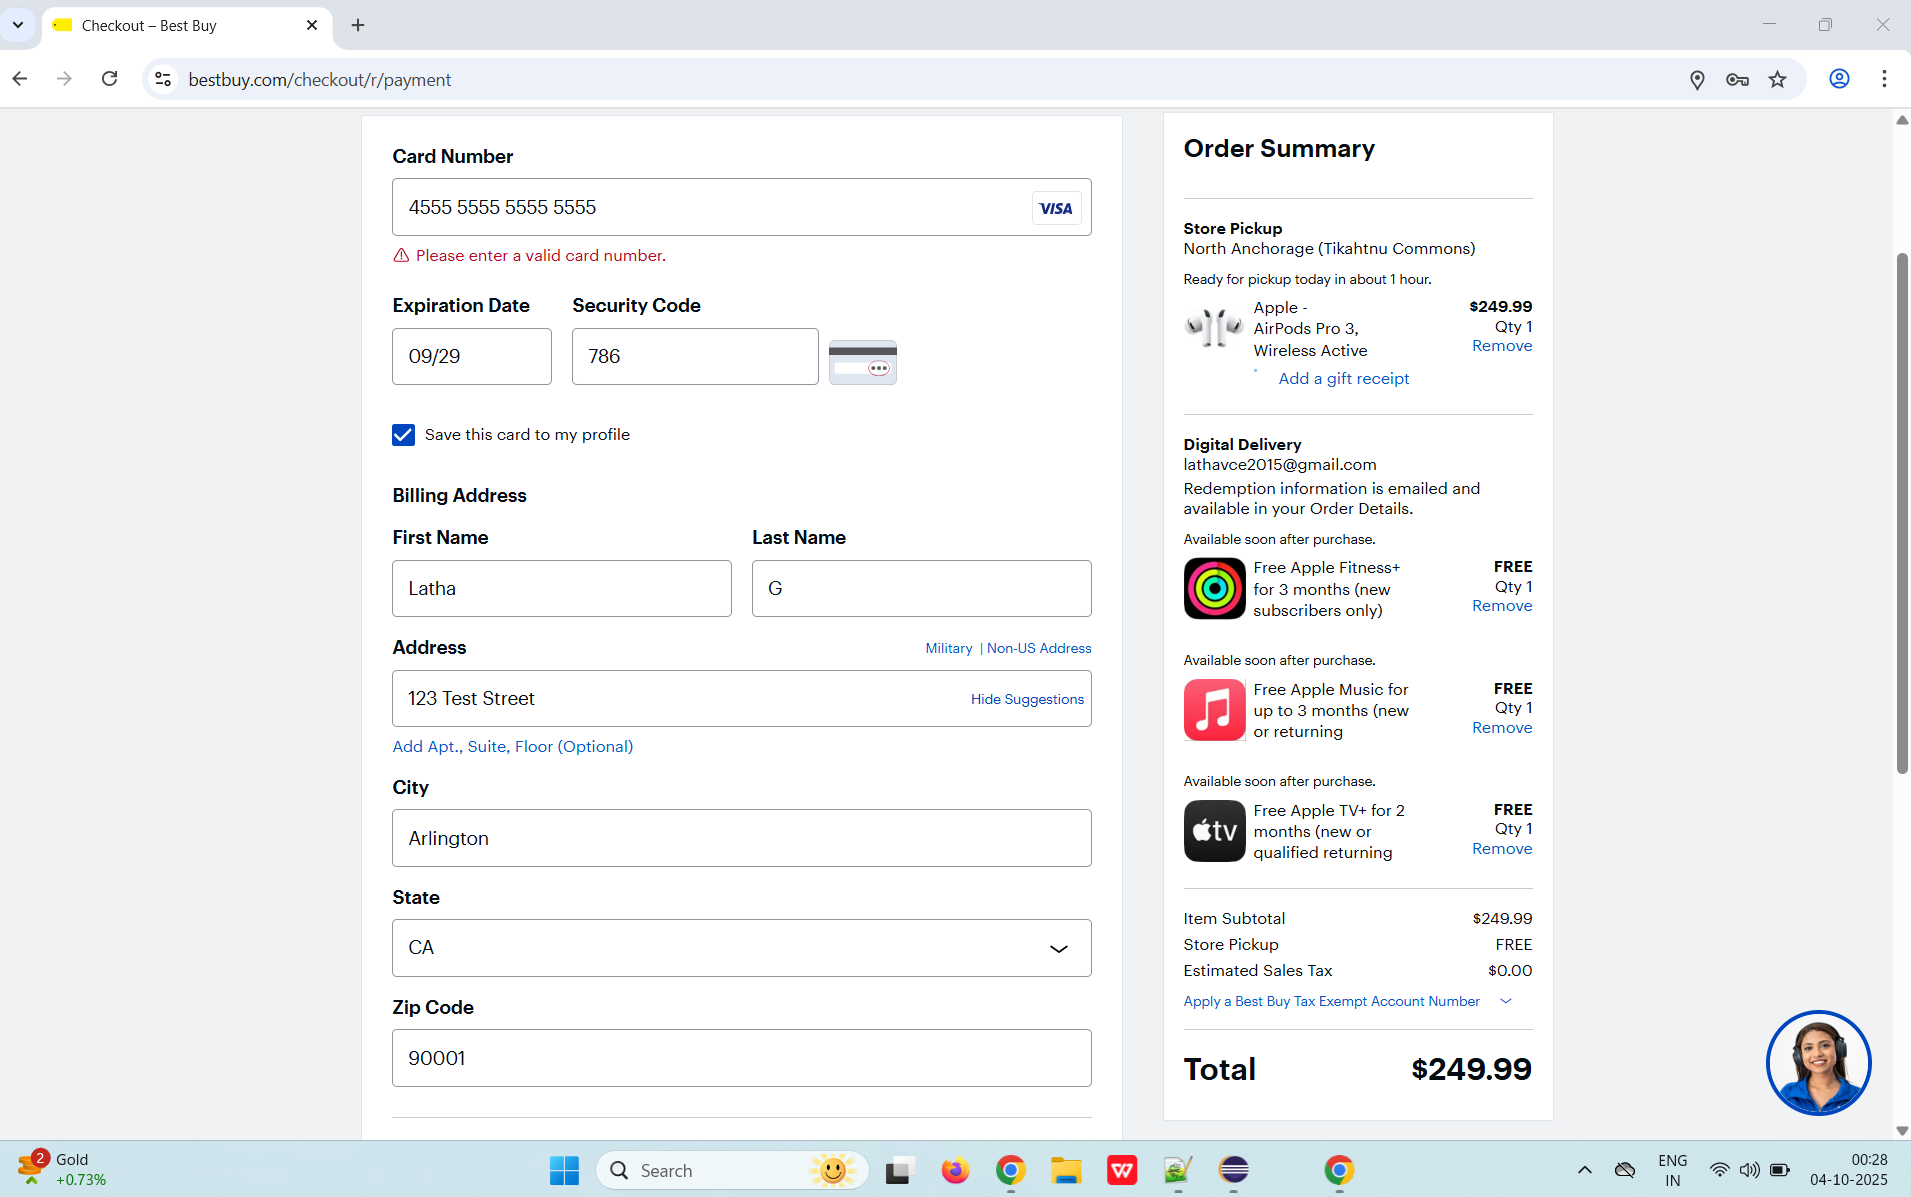 Checkout – Best Buy
bestbuy.com/checkout/r/payment
Card Number
4555 5555 5555 5555
VISA
Please enter a valid card number.
Expiration Date
Security Code
09/29
786
Save this card to my profile
Billing Address
First Name
Last Name
Latha
G
Address
Military | Non-US Address
123 Test Street
Hide Suggestions
Add Apt., Suite, Floor (Optional)
City
Arlington
State
CA
Zip Code
90001
Order Summary
Store Pickup
North Anchorage (Tikahtnu Commons)
Ready for pickup today in about 1 hour.
Apple -
AirPods Pro 3,
Wireless Active
$249.99
Qty 1
Remove
Add a gift receipt
Digital Delivery
lathavce2015@gmail.com
Redemption information is emailed and
available in your Order Details.
Available soon after purchase.
Free Apple Fitness+
for 3 months (new
subscribers only)
FREE
Qty 1
Remove
Available soon after purchase.
Free Apple Music for
up to 3 months (new
or returning
FREE
Qty 1
Remove
Available soon after purchase.
tv
Free Apple TV+ for 2
months (new or
qualified returning
FREE
Qty 1
Remove
Item Subtotal $249.99
Store Pickup FREE
Estimated Sales Tax $0.00
Apply a Best Buy Tax Exempt Account Number
Total $249.99
2
Gold
+0.73%
Search
W
ENG
IN
00:28
04-10-2025